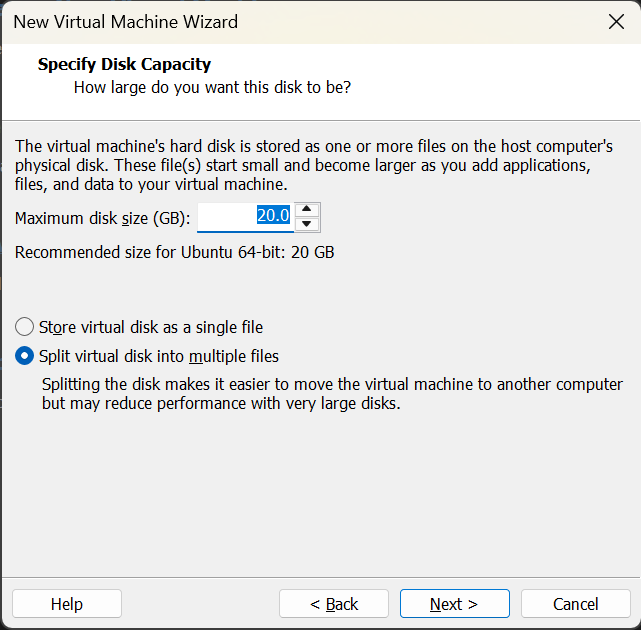 New Virtual Machine Wizard
Specify Disk Capacity
How large do you want this disk to be?
The virtual machine's hard disk is stored as one or more files on the host computer's
physical disk. These file(s) start small and become larger as you add applications,
files, and data to your virtual machine.
Maximum disk size (GB): 20.0
Recommended size for Ubuntu 64-bit: 20 GB
Store virtual disk as a single file
Split virtual disk into multiple files
Splitting the disk makes it easier to move the virtual machine to another computer
but may reduce performance with very large disks.
Help < Back Next > Cancel